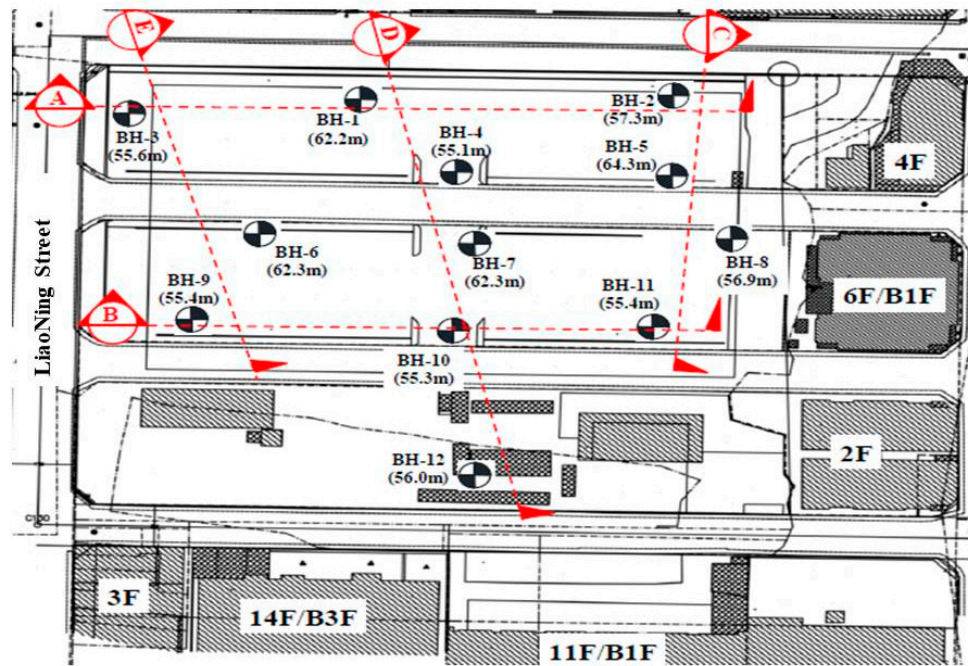 E
D
C
A
BH-3
(55.6m)
BH-1
(62.2m)
BH-4
(55.1m)
BH-2
(57.3m)
BH-5
(64.3m)
4F
LiaoNing Street
BH-6
(62.3m)
BH-7
(62.3m)
BH-8
(56.9m)
6F/B1F
BH-9
(55.4m)
BH-11
(55.4m)
B
BH-10
(55.3m)
BH-12
(56.0m)
2F
3F
14F/B3F
11F/B1F